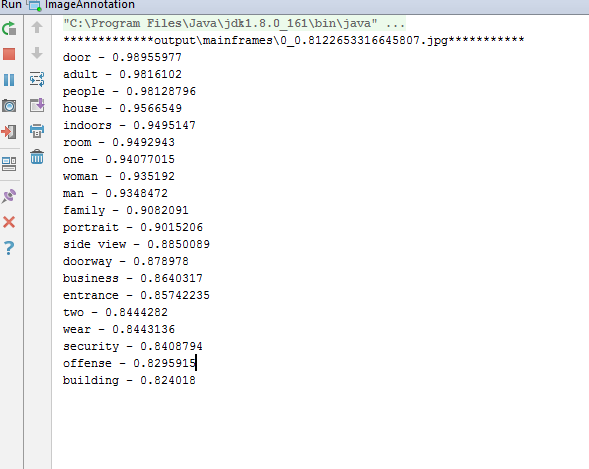 Run ImageAnnotation
"C:\Program Files\Java\jdk1.8.0_161\bin\java" ...
*************output\mainframes\0_0.8122653316645807.jpg***********
door - 0.98955977
adult - 0.9816102
people - 0.98128796
house - 0.9566549
indoors - 0.9495147
room - 0.9492943
one - 0.94077015
woman - 0.935192
man - 0.9348472
family - 0.9082091
portrait - 0.9015206
side view - 0.8850089
doorway - 0.878978
business - 0.8640317
entrance - 0.85742235
two - 0.8444282
wear - 0.8443136
security - 0.8408794
offense - 0.8295915
building - 0.824018